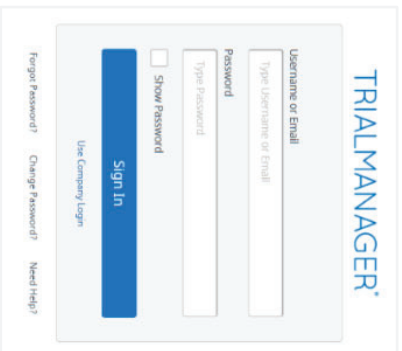 TRIALMANAGER®
Username or Email
Type Username or Email
Password
Type Password
Show Password
Sign In
Use Company Login
Forgot Password? Change Password? Need Help?